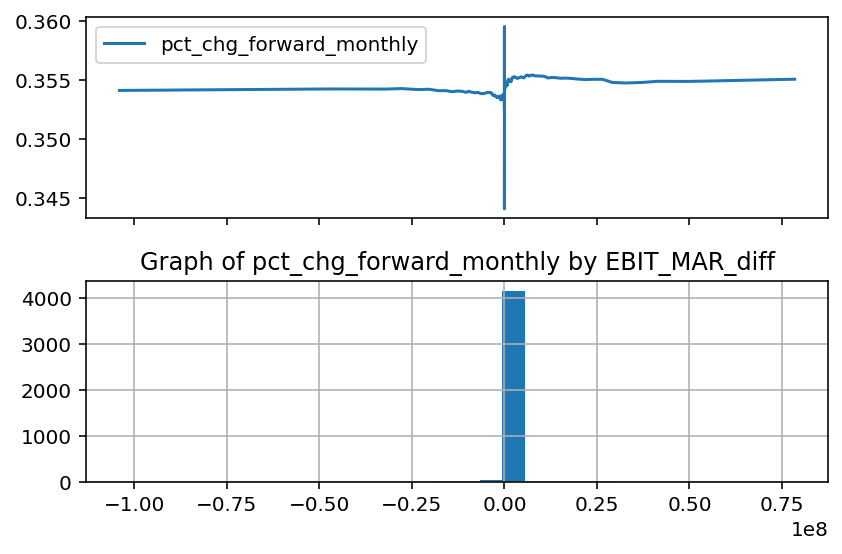 0.360
0.355
0.350
0.345
pct_chg_forward_monthly
Graph of pct_chg_forward_monthly by EBIT_MAR_diff
4000
3000
2000
1000
0
−1.00 −0.75 −0.50 −0.25 0.00 0.25 0.50 0.75
1e8